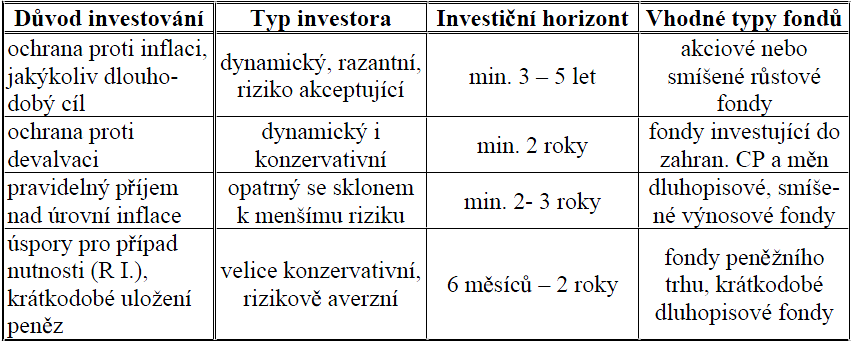 Důvod investování
Typ investora
Investiční horizont
Vhodné typy fondů
ochrana proti inflaci,
jakýkoliv dlouho-
dobý cíl
dynamický, razantní,
riziko akceptující
min. 3 – 5 let
akciové nebo
smíšené růstové
fondy
ochrana proti
devalvaci
dynamický i
konzervativní
min. 2 roky
fondy investující do
zahran. CP a měn
pravidelný příjem
nad úrovní inflace
opatrný se sklonem
k menšímu riziku
min. 2- 3 roky
dluhopisové, smíše-
né výnosové fondy
úspory pro případ
nutnosti (R I.),
krátkodobé uložení
peněz
velice konzervativní,
rizikově averzní
6 měsíců – 2 roky
fondy peněžního
trhu, krátkodobé
dluhopisové fondy